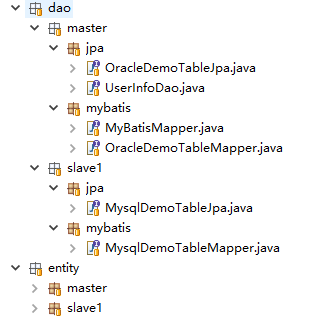 dao
master
jpa
OracleDemoTableJpa.java
UserInfoDao.java
mybatis
MyBatisMapper.java
OracleDemoTableMapper.java
slave1
jpa
MysqlDemoTableJpa.java
mybatis
MysqlDemoTableMapper.java
entity
master
slave1